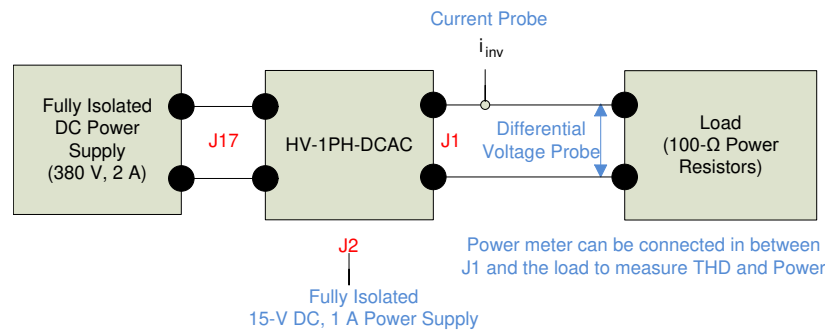 Current Probe
i inv
Fully Isolated
DC Power
Supply
(380 V, 2 A)
J17
HV-1PH-DCAC
J1
Differential
Voltage Probe
Load
(100-Ω Power
Resistors)
J2
Fully Isolated
15-V DC, 1 A Power Supply
Power meter can be connected in between
J1 and the load to measure THD and Power